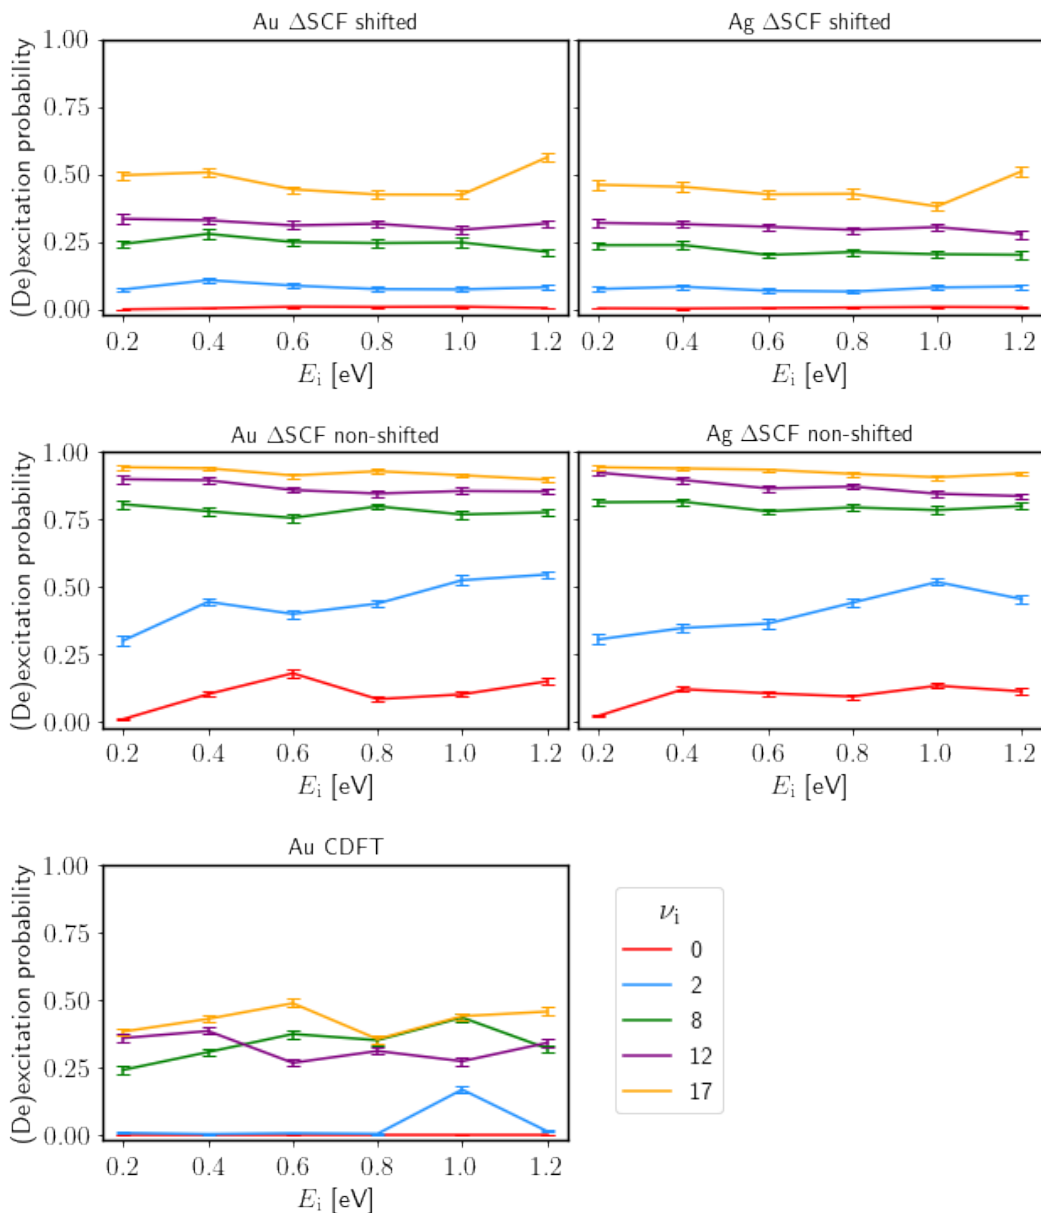 Au ΔSCF shifted
Ag ΔSCF shifted
(De)excitation probability
1.00
0.75
0.50
0.25
0.00
0.2 0.4 0.6 0.8 1.0 1.2
0.2 0.4 0.6 0.8 1.0 1.2
E_i [eV]
E_i [eV]
Au ΔSCF non-shifted
Ag ΔSCF non-shifted
(De)excitation probability
1.00
0.75
0.50
0.25
0.00
0.2 0.4 0.6 0.8 1.0 1.2
0.2 0.4 0.6 0.8 1.0 1.2
E_i [eV]
E_i [eV]
Au CDFT
(De)excitation probability
1.00
0.75
0.50
0.25
0.00
0.2 0.4 0.6 0.8 1.0 1.2
E_i [eV]
ν_i
0
2
8
12
17